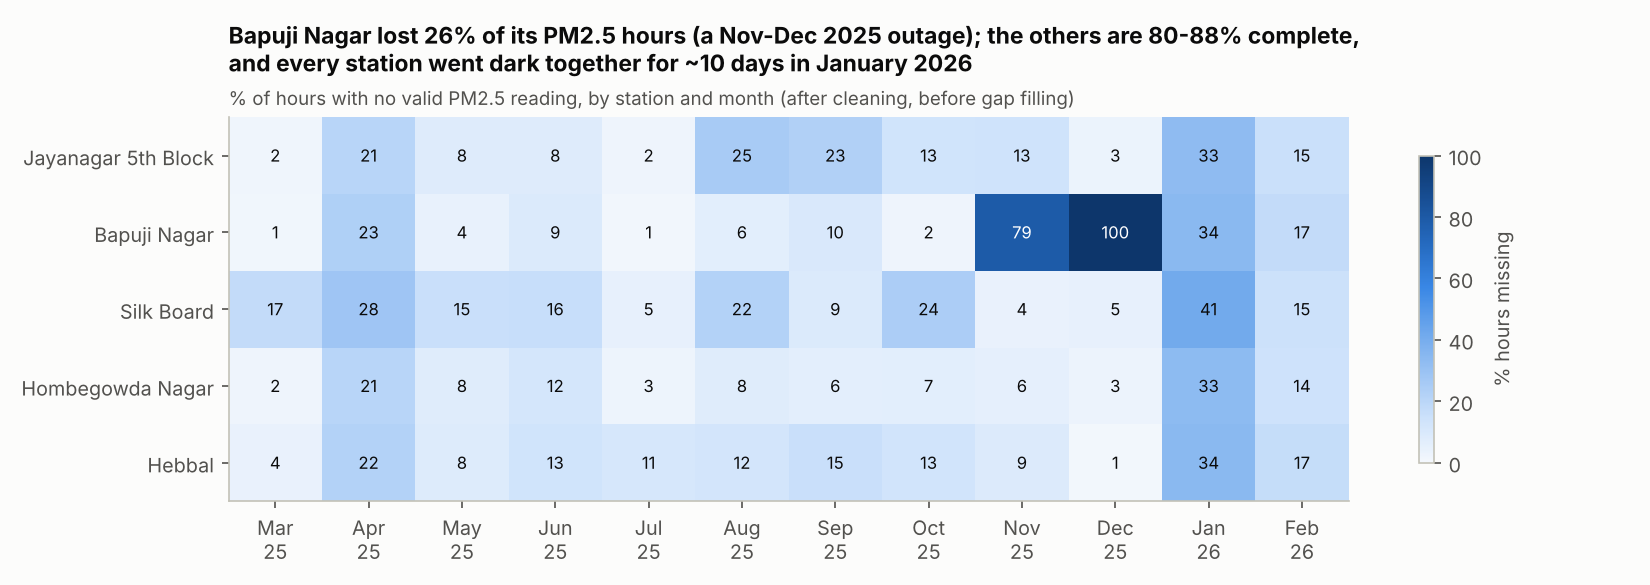 Bapuji Nagar lost 26% of its PM2.5 hours (a Nov-Dec 2025 outage); the others are 80-88% complete,
and every station went dark together for ~10 days in January 2026
% of hours with no valid PM2.5 reading, by station and month (after cleaning, before gap filling)
Jayanagar 5th Block 2 21 8 8 2 25 23 13 13 3 33 15
Bapuji Nagar 1 23 4 9 1 6 10 2 79 100 34 17
Silk Board 17 28 15 16 5 22 9 24 4 5 41 15
Hombegowda Nagar 2 21 8 12 3 8 6 7 6 3 33 14
Hebbal 4 22 8 13 11 12 15 13 9 1 34 17
Mar Apr May Jun Jul Aug Sep Oct Nov Dec Jan Feb
25 25 25 25 25 25 25 25 25 25 26 26
100
80
60
40
20
0
% hours missing